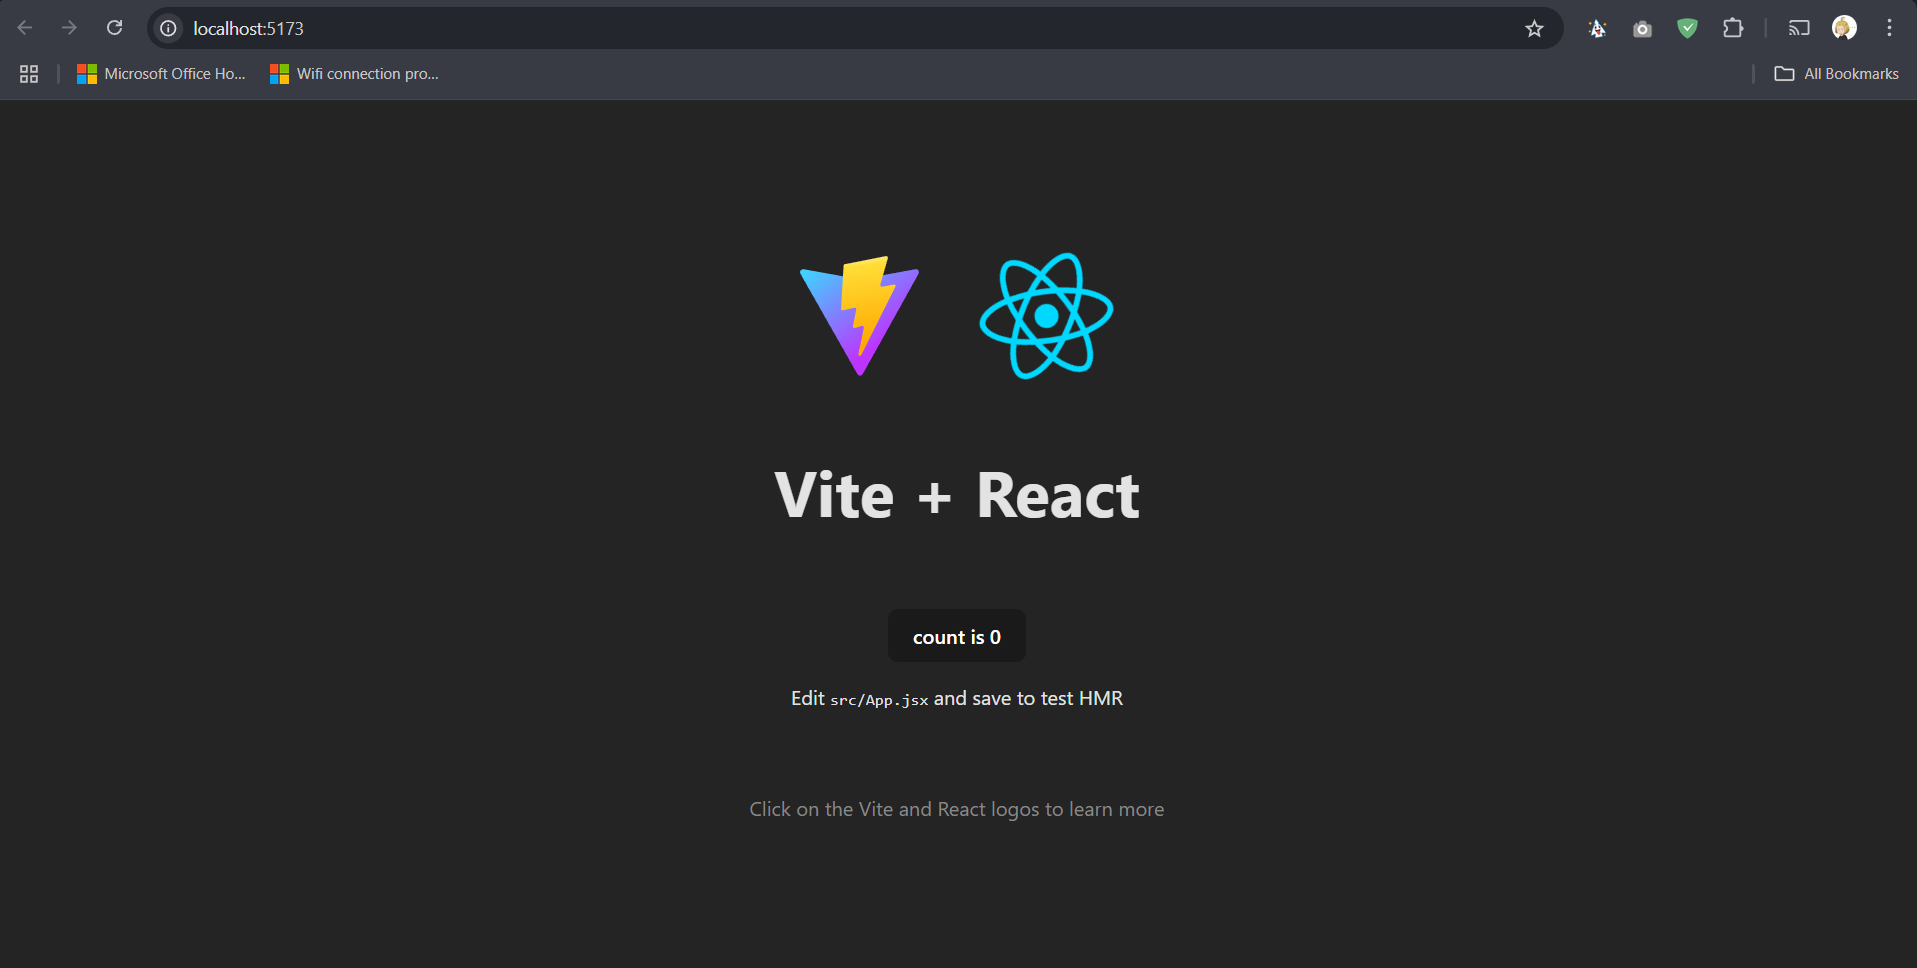 localhost:5173
Microsoft Office Ho...
Wifi connection pro...
All Bookmarks
Vite + React
count is 0
Edit src/App.jsx and save to test HMR
Click on the Vite and React logos to learn more